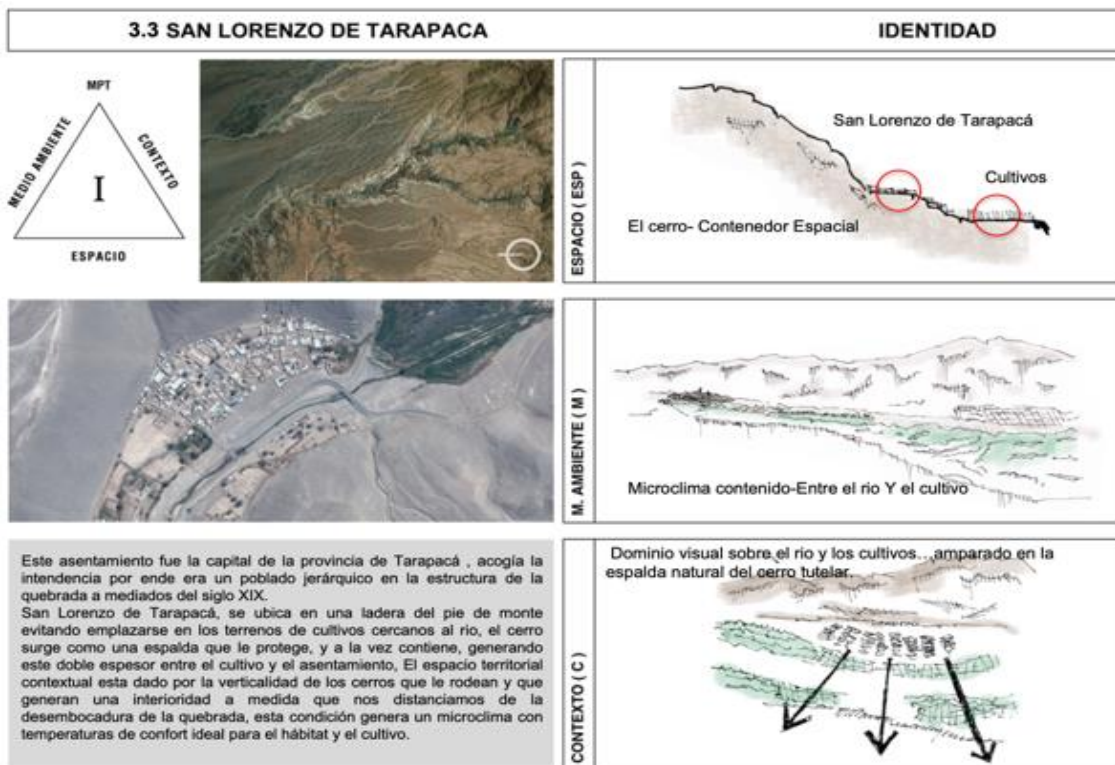 3.3 SAN LORENZO DE TARAPACA
IDENTIDAD
MPT
MEDIO AMBIENTE
CONTEXTO
I
ESPACIO
ESPACIO ( ESP )
San Lorenzo de Tarapacá
Cultivos
El cerro- Contenedor Espacial
M. AMBIENTE ( M )
Microclima contenido-Entre el rio Y el cultivo
Este asentamiento fue la capital de la provincia de Tarapacá , acogía la
intendencia por ende era un poblado jerárquico en la estructura de la
quebrada a mediados del siglo XIX.
San Lorenzo de Tarapacá, se ubica en una ladera del pie de monte
evitando emplazarse en los terrenos de cultivos cercanos al rio, el cerro
surge como una espalda que le protege, y a la vez contiene, generando
este doble espesor entre el cultivo y el asentamiento, El espacio territorial
contextual esta dado por la verticalidad de los cerros que le rodean y que
generan una interioridad a medida que nos distanciamos de la
desembocadura de la quebrada, esta condición genera un microclima con
temperaturas de confort ideal para el hábitat y el cultivo.
CONTEXTO ( C )
Dominio visual sobre el rio y los cultivos...amparado en la
espalda natural del cerro tutelar.